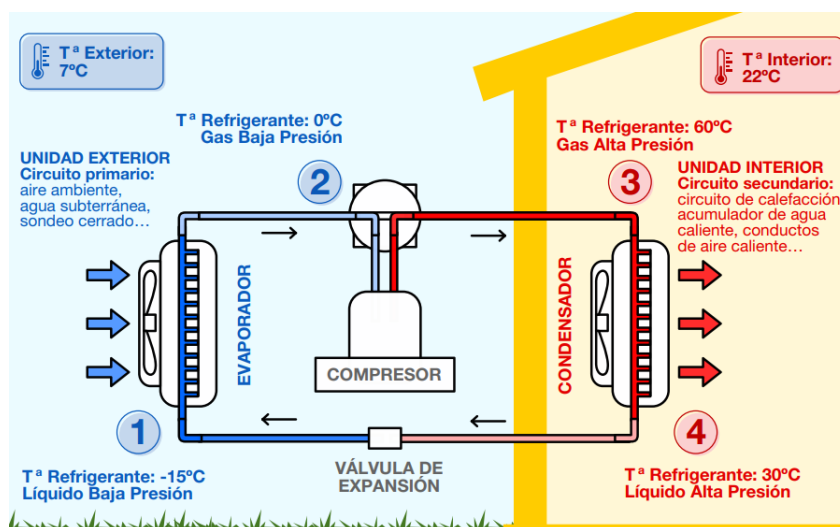 Tª Exterior:
7ºC
Tª Interior:
22ºC
Tª Refrigerante: 0ºC
Gas Baja Presión
Tª Refrigerante: 60ºC
Gas Alta Presión
UNIDAD EXTERIOR
Circuito primario:
aire ambiente,
agua subterránea,
sondeo cerrado...
2
3
UNIDAD INTERIOR
Circuito secundario:
circuito de calefacción
acumulador de agua
caliente, conductos
de aire caliente...
EVAPORADOR
COMPRESOR
CONDENSADOR
1
4
VÁLVULA DE
EXPANSIÓN
Tª Refrigerante: -15ºC
Líquido Baja Presión
Tª Refrigerante: 30ºC
Líquido Alta Presión